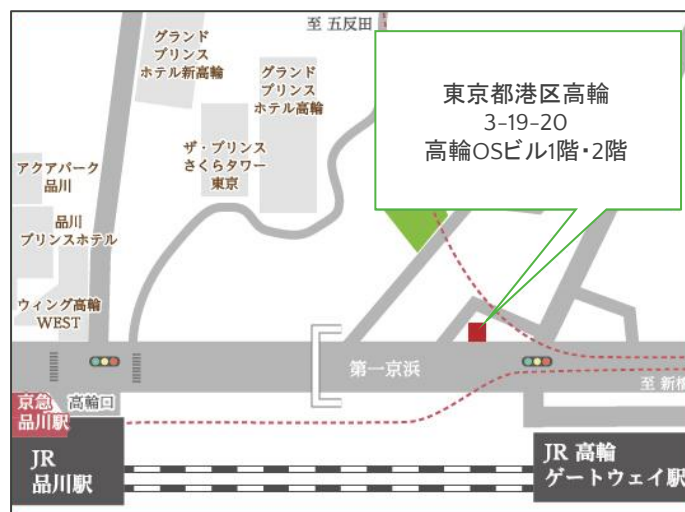 至 五反田
グランド
プリンス
ホテル新高輪
グランド
プリンス
ホテル高輪
東京都港区高輪
3-19-20
高輪OSビル1階・2階
ザ・プリンス
さくらタワー
東京
アクアパーク
品川
品川
プリンスホテル
ウィング高輪
WEST
第一京浜
至 新橋
京急
品川駅
高輪口
JR
品川駅
JR 高輪
ゲートウェイ駅